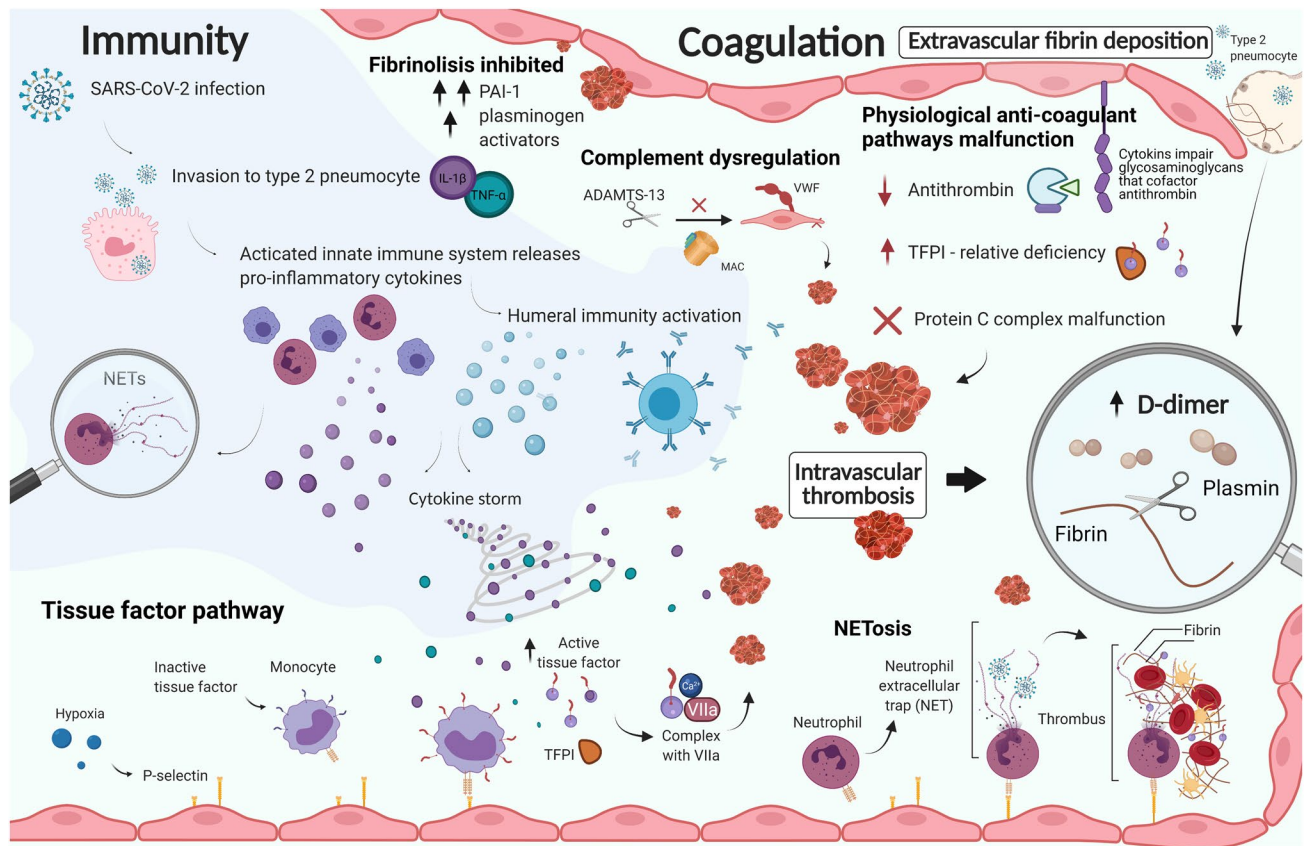 Immunity
SARS-CoV-2 infection
Invasion to type 2 pneumocyte
Acticated innate immune system releases
pro-inflammatory cytokines
Humeral immunity activation
NETs
Cytokine storm
Fibrinolisis inhibited
PAI-1
plasminogen
activators
IL-1β
TNF-α
Coagulation
Extravascular fibrin deposition
Type 2
pneumocyte
Complement dysregulation
ADAMTS-13
VWF
MAC
Physiological anti-coagulant
pathways malfunction
Antithrombin
Cytokins impair
glycosaminoglycans
that cofactor
antithrombin
TFPI - relative deficiency
Protein C complex malfunction
Intravascular
thrombosis
D-dimer
Plasmin
Fibrin
Tissue factor pathway
Hypoxia
P-selectin
Inactive
tissue factor
Monocyte
Active
tissue factor
TFPI
Ca²⁺
VIIa
Complex
with VIIa
NETosis
Neutrophil
Neutrophil
extracellular
trap (NET)
Thrombus
Fibrin